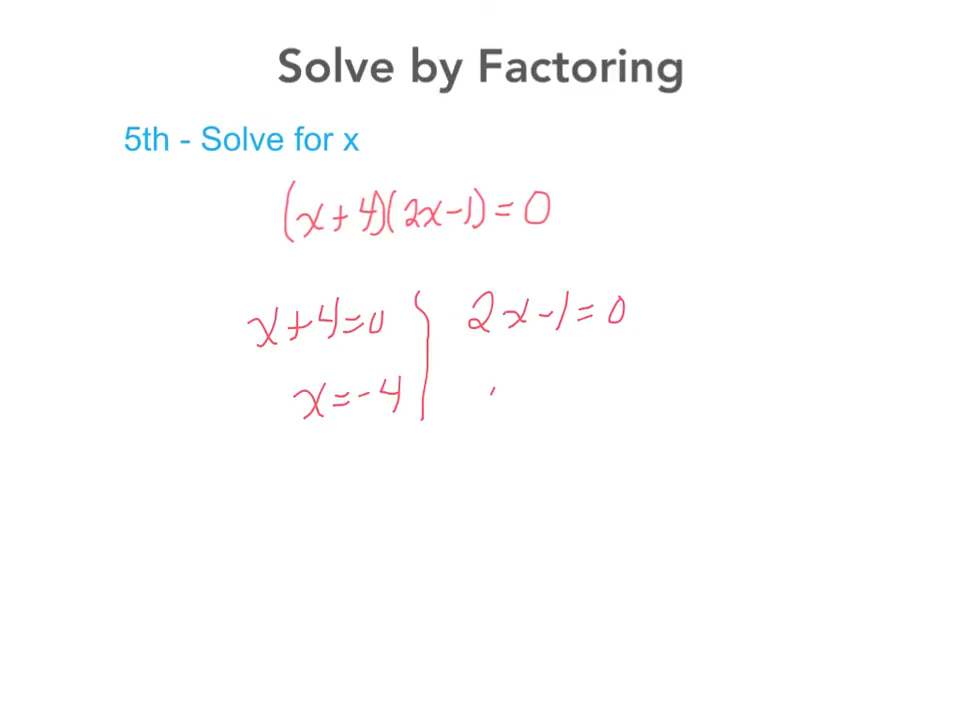 Solve by Factoring
5th - Solve for x
(x+4)(2x-1)=0
x+4=0
2x-1=0
x=-4